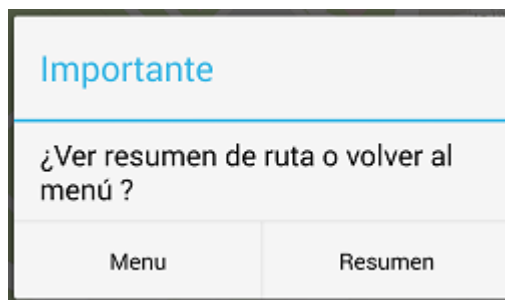 Importante
¿Ver resumen de ruta o volver al
menú ?
Menu
Resumen